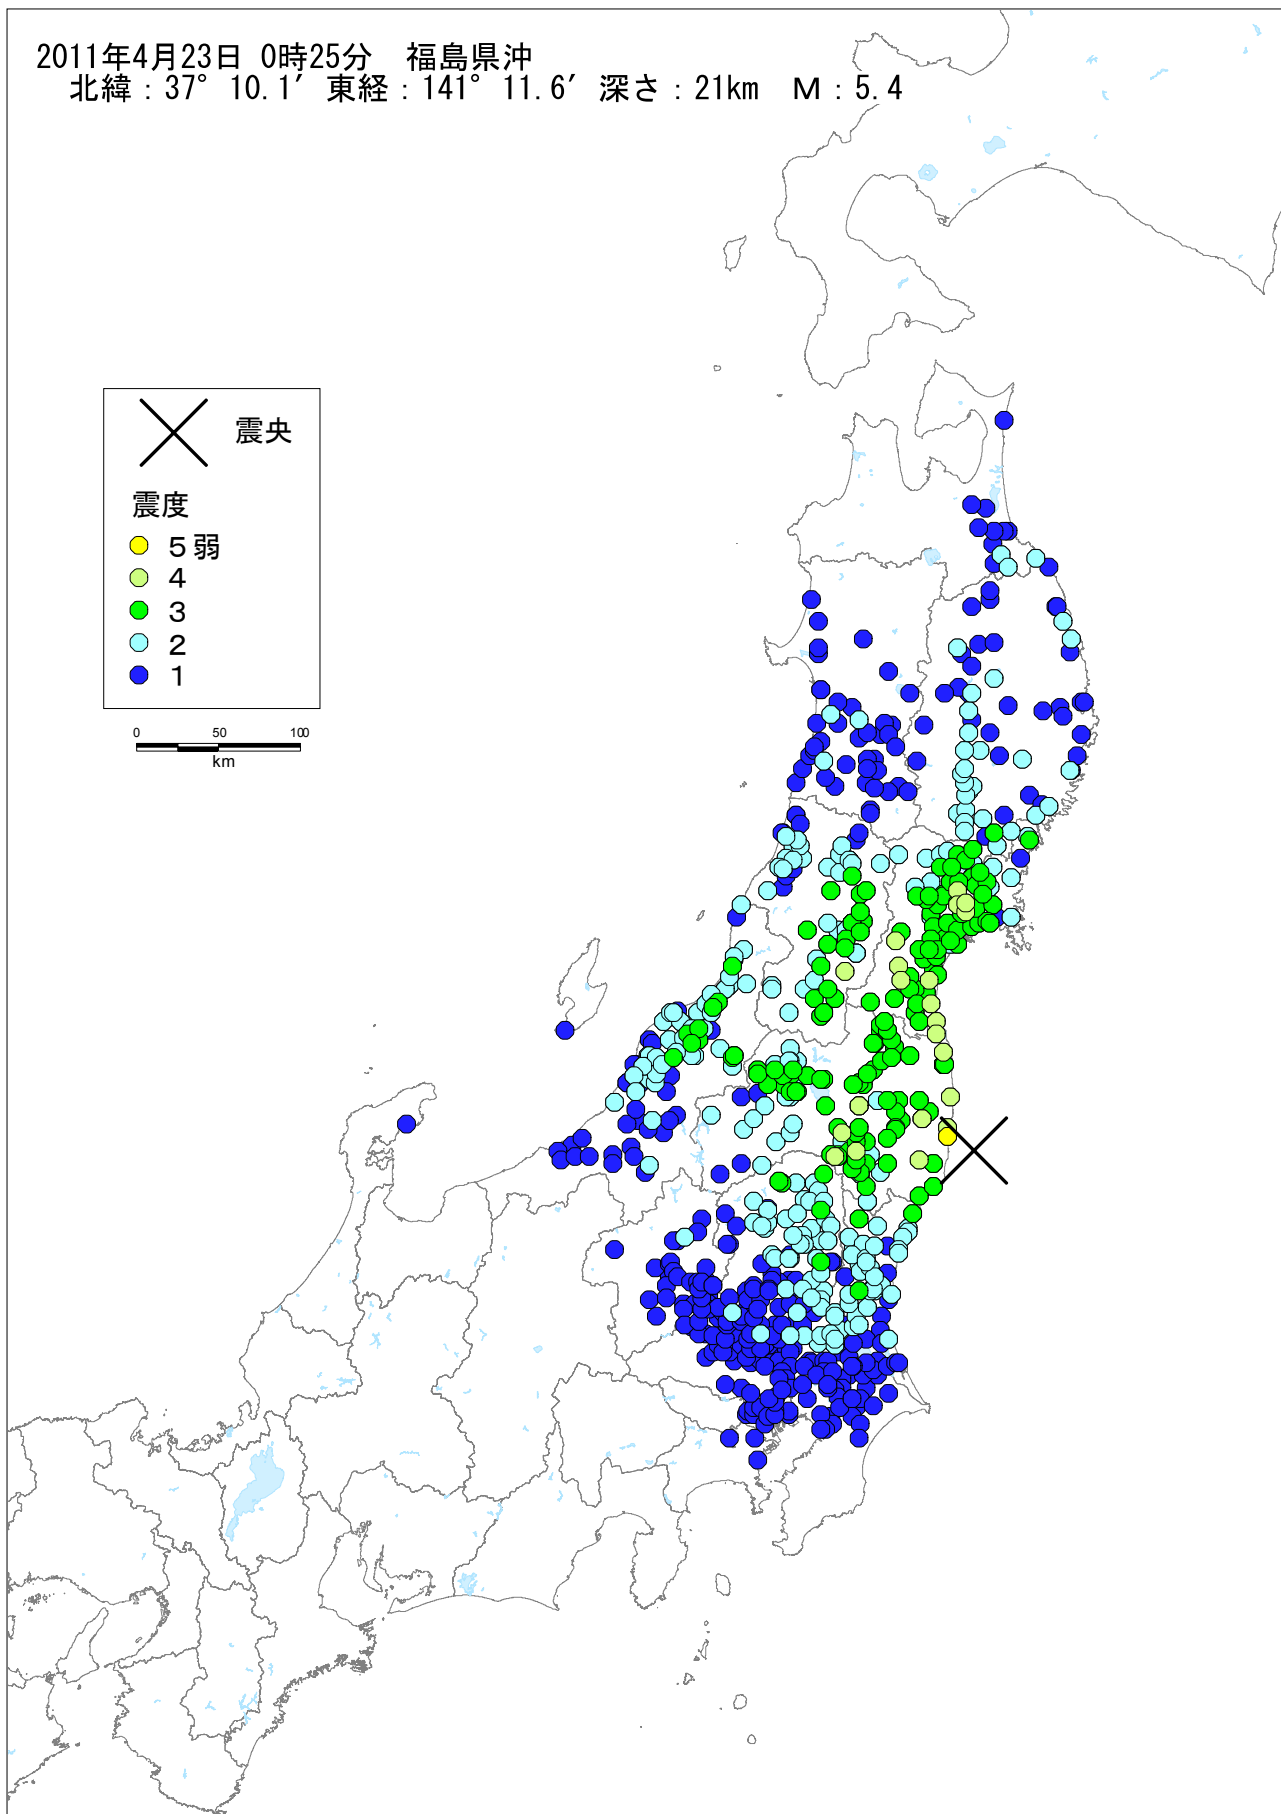 2011年4月23日 0時25分 福島県沖
北緯：37° 10.1′ 東経：141° 11.6′ 深さ：21km Ｍ：5.4
震央
震度
５弱
４
３
２
１
0 50 100
km